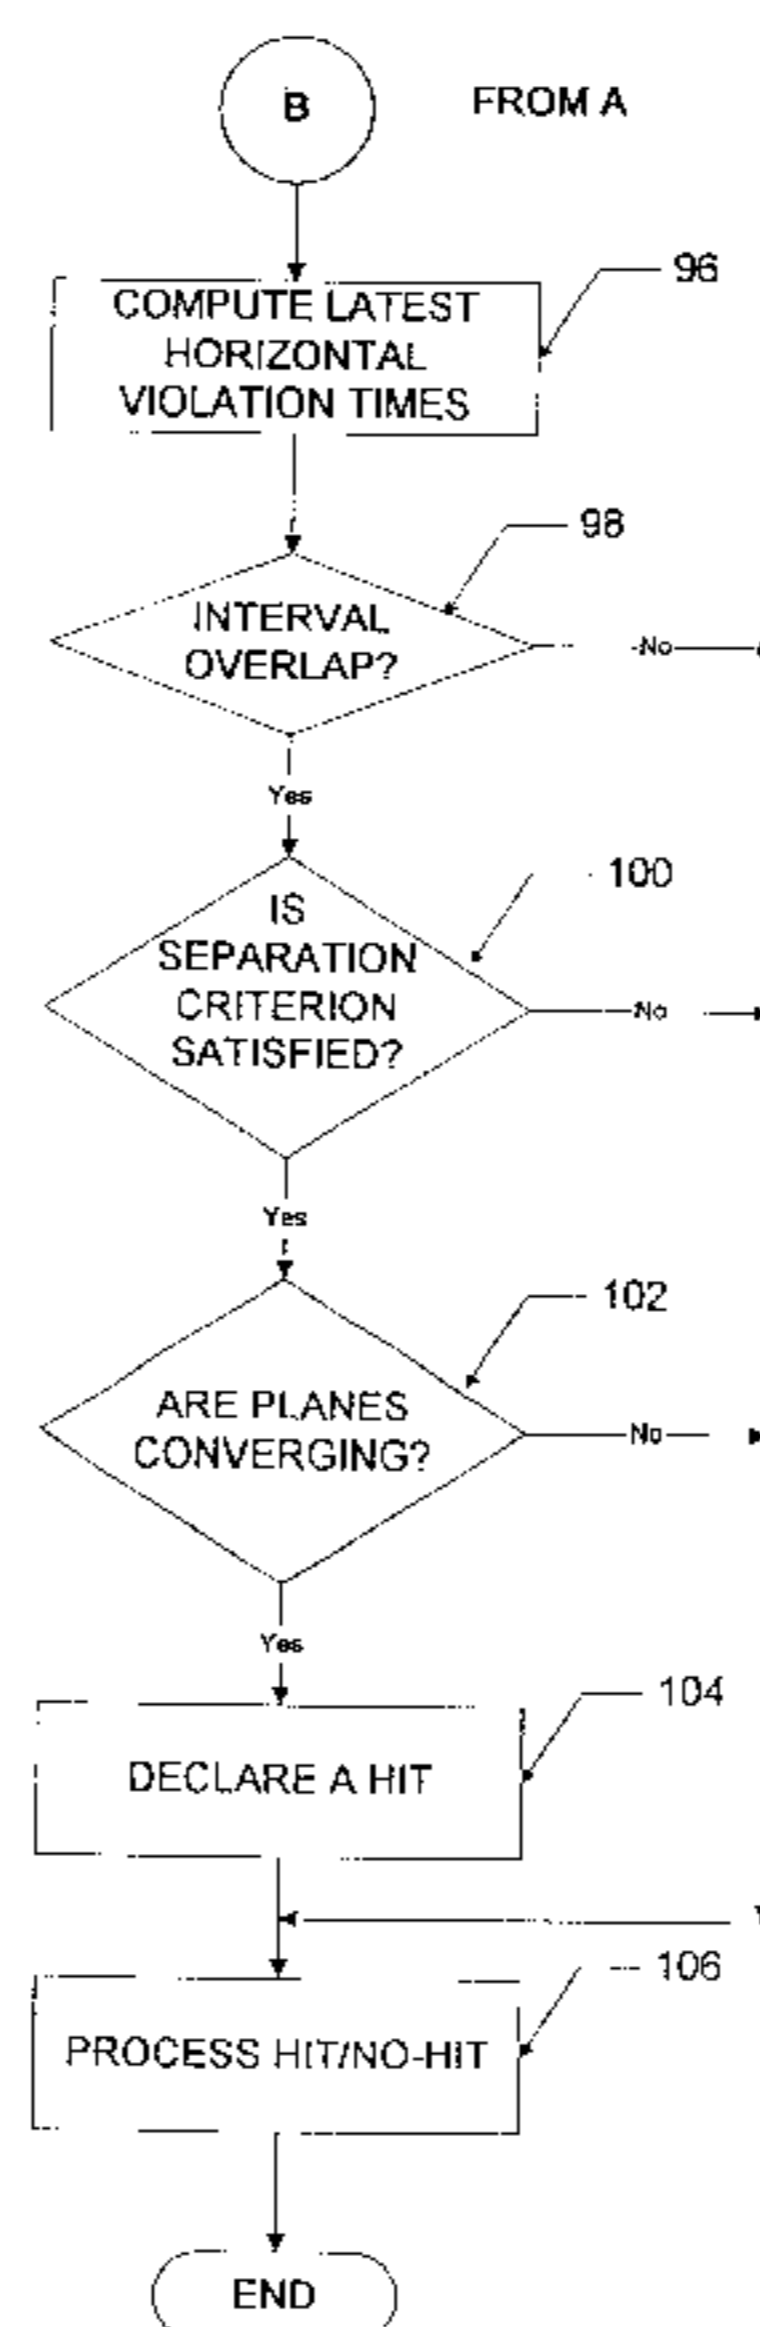 B
FROM A
96
COMPUTE LATEST
HORIZONTAL
VIOLATION TIMES
98
INTERVAL
OVERLAP?
No
Yes
100
IS
SEPARATION
CRITERION
SATISFIED?
No
Yes
102
ARE PLANES
CONVERGING?
No
Yes
104
DECLARE A HIT
106
PROCESS HIT/NO-HIT
END